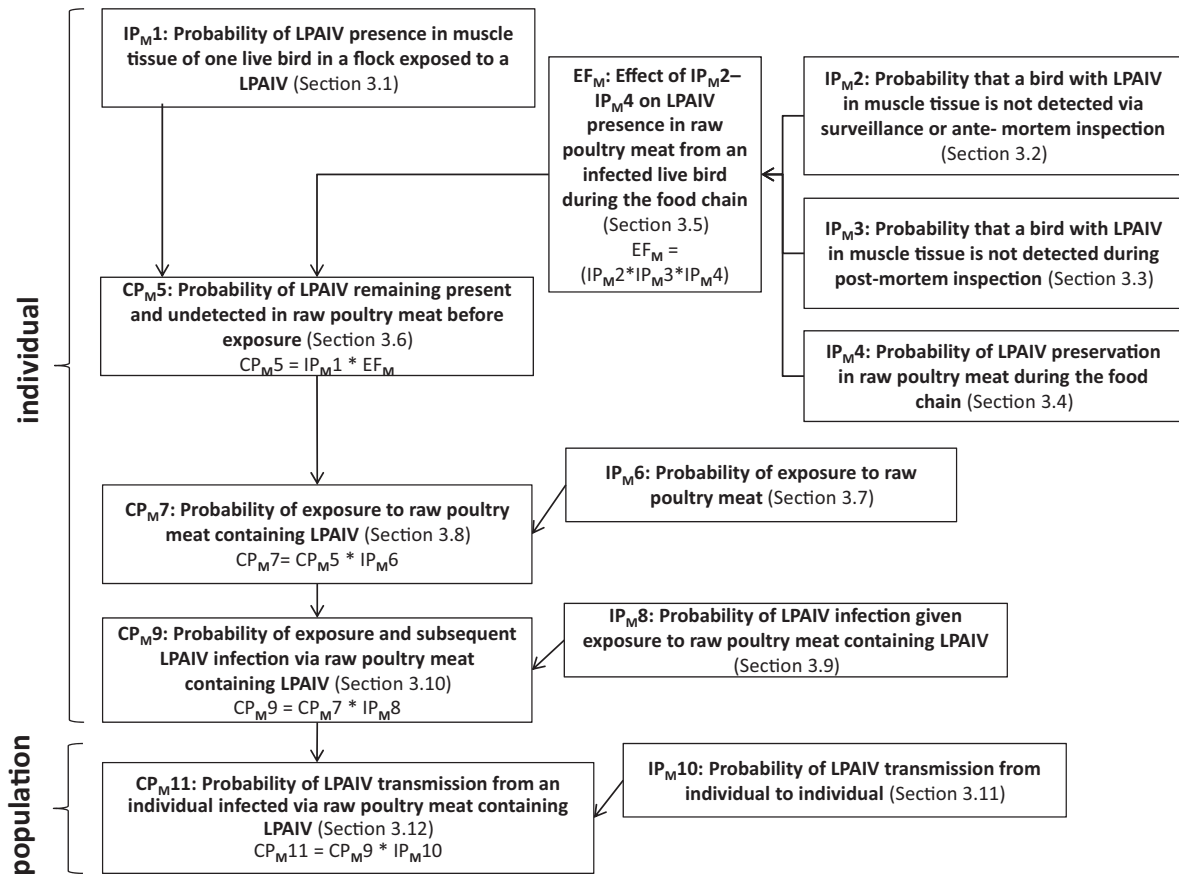 IPM1: Probability of LPAIV presence in muscle
tissue of one live bird in a flock exposed to a
LPAIV (Section 3.1)
EFM: Effect of IPM2–
IPM4 on LPAIV
presence in raw
poultry meat from an
infected live bird
during the food chain
(Section 3.5)
EFM =
(IPM2*IPM3*IPM4)
IPM2: Probability that a bird with LPAIV
in muscle tissue is not detected via
surveillance or ante- mortem inspection
(Section 3.2)
IPM3: Probability that a bird with LPAIV
in muscle tissue is not detected during
post-mortem inspection (Section 3.3)
IPM4: Probability of LPAIV preservation
in raw poultry meat during the food
chain (Section 3.4)
individual
CPM5: Probability of LPAIV remaining present
and undetected in raw poultry meat before
exposure (Section 3.6)
CPM5 = IPM1 * EFM
IPM6: Probability of exposure to raw
poultry meat (Section 3.7)
CPM7: Probability of exposure to raw poultry
meat containing LPAIV (Section 3.8)
CPM7= CPM5 * IPM6
IPM8: Probability of LPAIV infection given
exposure to raw poultry meat containing LPAIV
(Section 3.9)
CPM9: Probability of exposure and subsequent
LPAIV infection via raw poultry meat
containing LPAIV (Section 3.10)
CPM9 = CPM7 * IPM8
population
CPM11: Probability of LPAIV transmission from an
individual infected via raw poultry meat containing
LPAIV (Section 3.12)
CPM11 = CPM9 * IPM10
IPM10: Probability of LPAIV transmission from
individual to individual (Section 3.11)